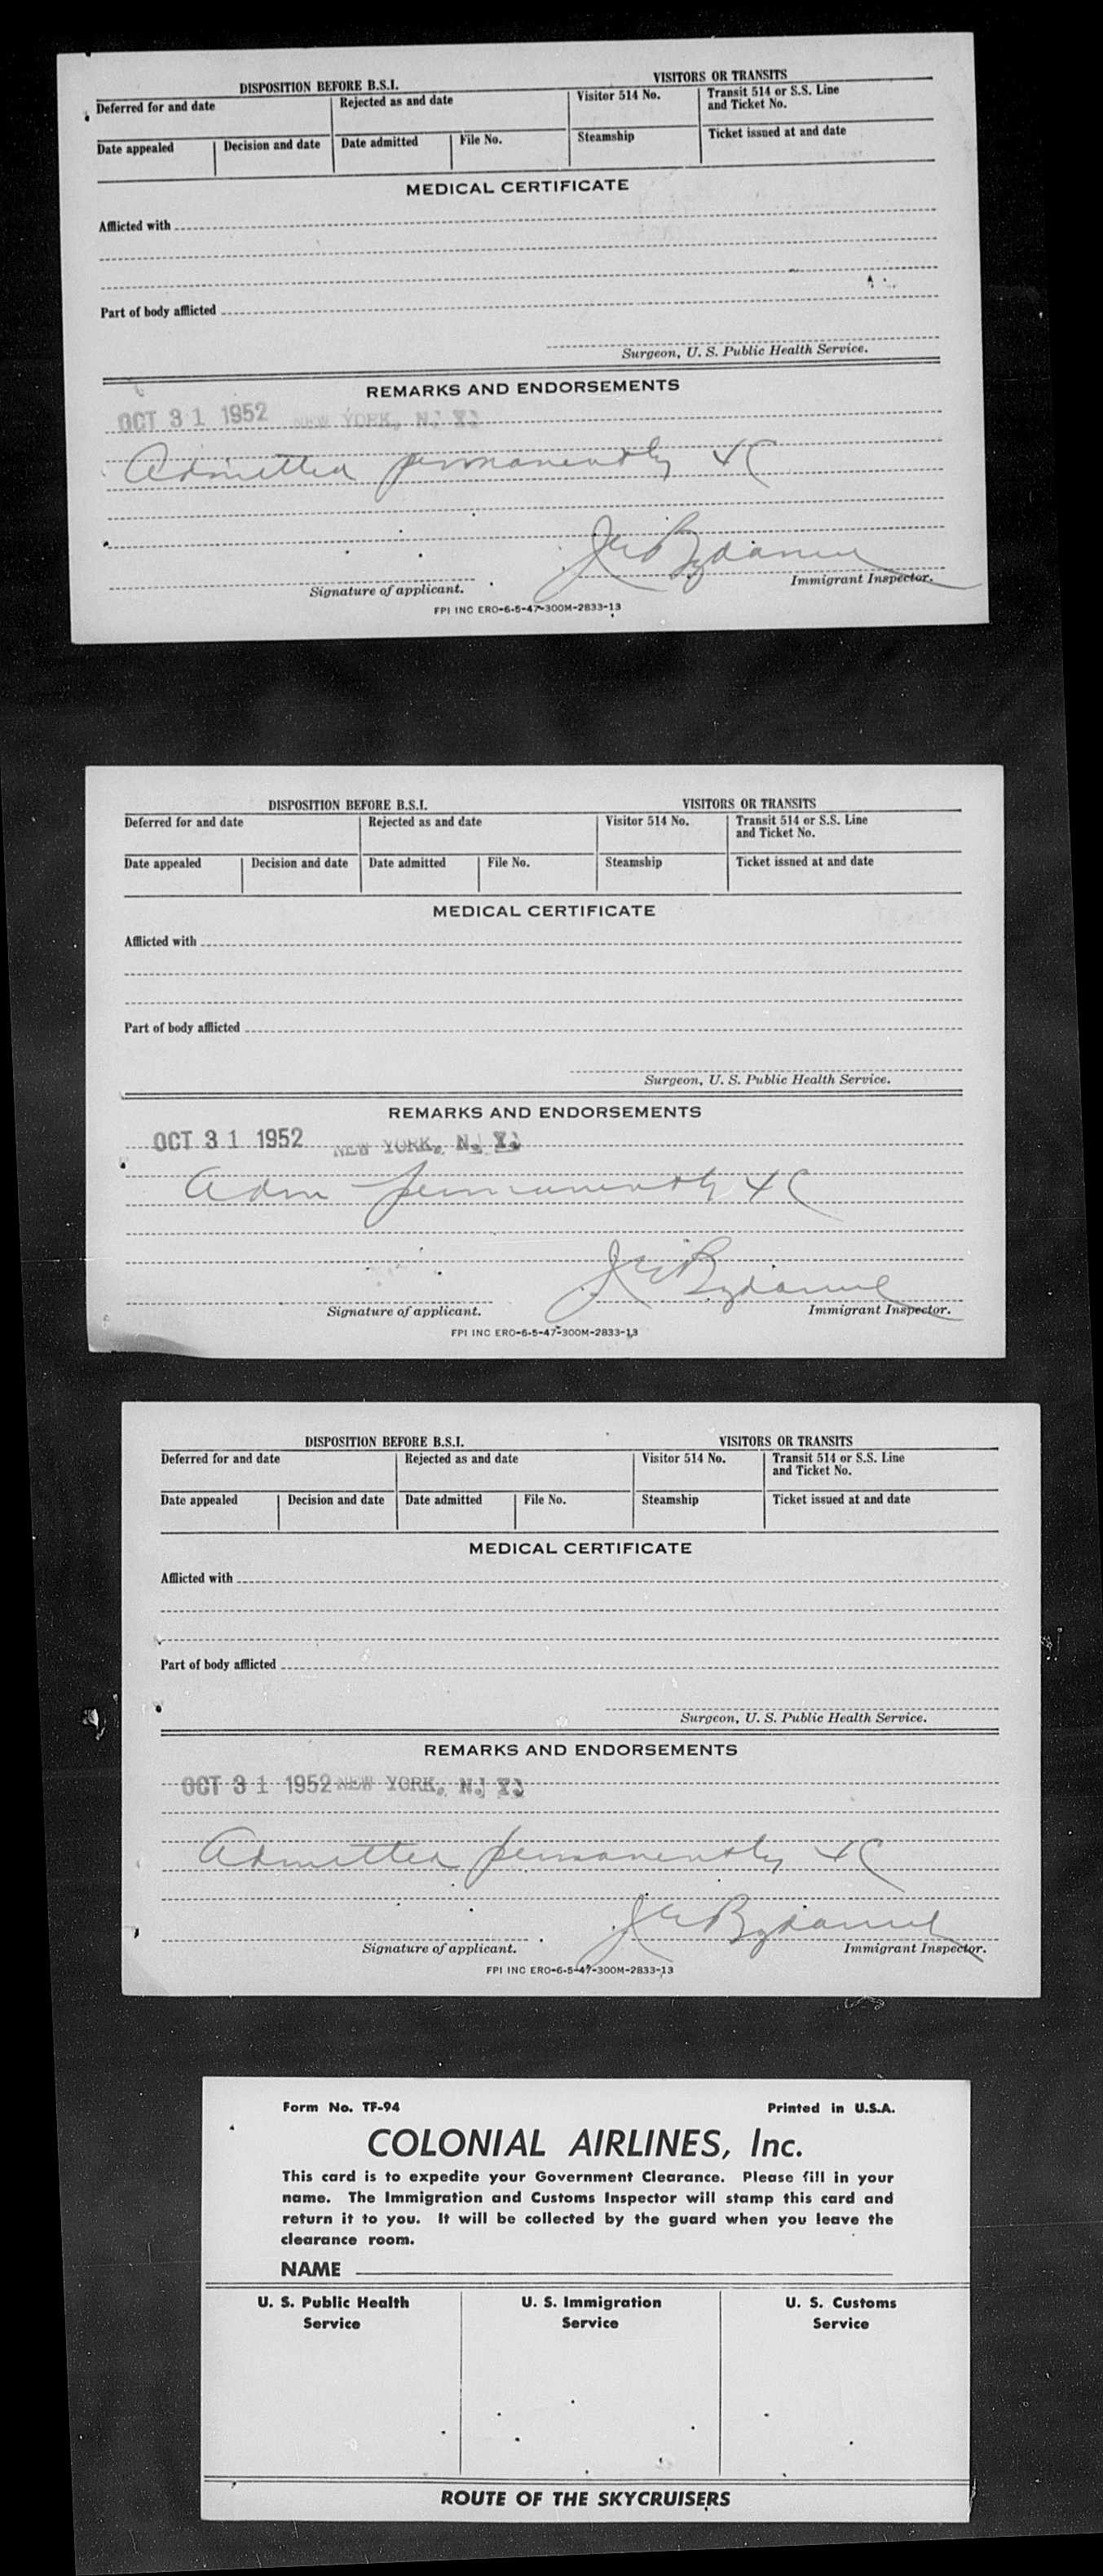 DISPOSITION BEFORE B.S.I. VISITORS OR TRANSITS
Deferred for and date Rejected as and date Visitor 514 No. Transit 514 or S.S. Line and Ticket No.
Date appealed Decision and date Date admitted File No. Steamship Ticket issued at and date
MEDICAL CERTIFICATE
Afflicted with
Part of body afflicted
Surgeon, U. S. Public Health Service.
REMARKS AND ENDORSEMENTS
OCT 31 1952 NEW YORK, N. Y.
Admitted permanently
Signature of applicant. Immigrant Inspector.
FPI INC ERO-6-5-47-300M-2833-13
DISPOSITION BEFORE B.S.I. VISITORS OR TRANSITS
Deferred for and date Rejected as and date Visitor 514 No. Transit 514 or S.S. Line and Ticket No.
Date appealed Decision and date Date admitted File No. Steamship Ticket issued at and date
MEDICAL CERTIFICATE
Afflicted with
Part of body afflicted
Surgeon, U. S. Public Health Service.
REMARKS AND ENDORSEMENTS
OCT 31 1952 NEW YORK, N. Y.
Adm permanently
Signature of applicant. Immigrant Inspector.
FPI INC ERO-6-5-47-300M-2833-13
DISPOSITION BEFORE B.S.I. VISITORS OR TRANSITS
Deferred for and date Rejected as and date Visitor 514 No. Transit 514 or S.S. Line and Ticket No.
Date appealed Decision and date Date admitted File No. Steamship Ticket issued at and date
MEDICAL CERTIFICATE
Afflicted with
Part of body afflicted
Surgeon, U. S. Public Health Service.
REMARKS AND ENDORSEMENTS
OCT 31 1952 NEW YORK, N. Y.
Admitted permanently
Signature of applicant. Immigrant Inspector.
FPI INC ERO-6-5-47-300M-2833-13
Form No. TF-94 Printed in U.S.A.
COLONIAL AIRLINES, Inc.
This card is to expedite your Government Clearance. Please fill in your
name. The Immigration and Customs Inspector will stamp this card and
return it to you. It will be collected by the guard when you leave the
clearance room.
NAME
U. S. Public Health Service U. S. Immigration Service U. S. Customs Service
ROUTE OF THE SKYCRUISERS